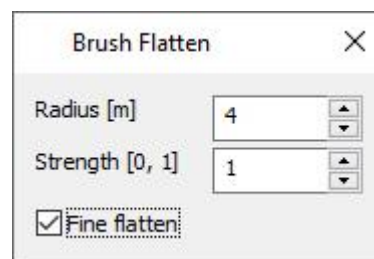 Brush Flatten
Radius [m] 4
Strength [0, 1] 1
Fine flatten